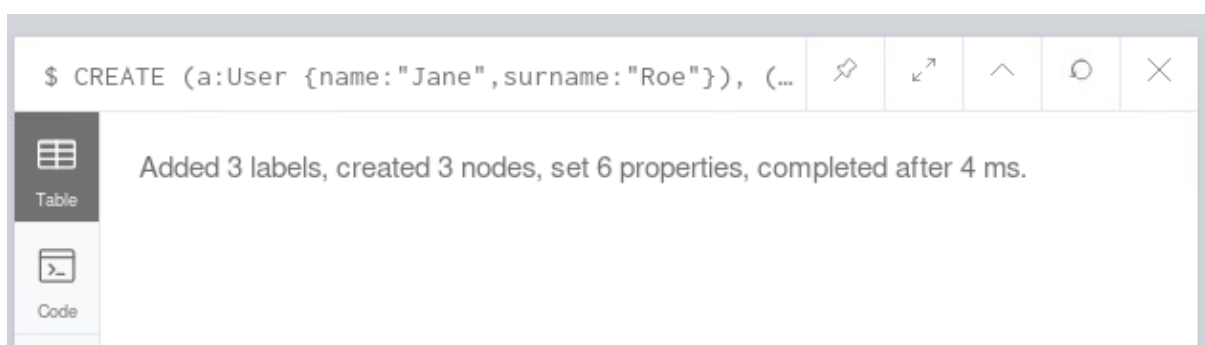 $ CREATE (a:User {name:"Jane",surname:"Roe"}), (…
Table
Added 3 labels, created 3 nodes, set 6 properties, completed after 4 ms.
Code